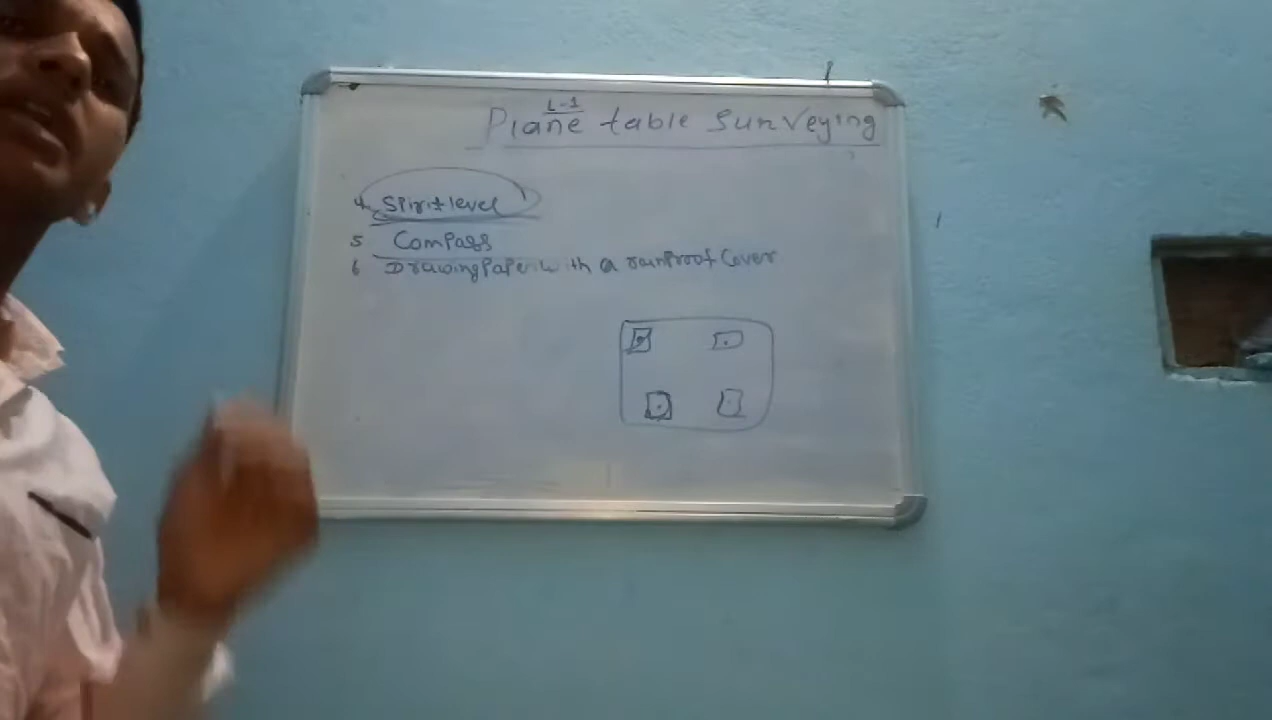 L-1
Plane table Surveying
4. Spirit level
5 Compass
6 Drawing Paper with a rainproof Cover